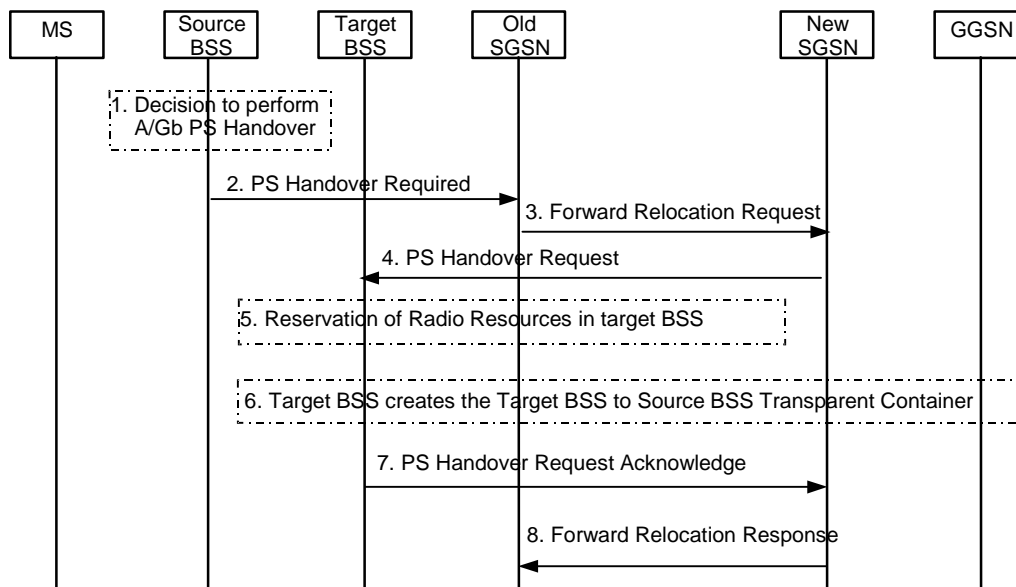 MS
Source
BSS
Target
BSS
Old
SGSN
New
SGSN
GGSN
1. Decision to perform
A/Gb PS Handover
2. PS Handover Required
3. Forward Relocation Request
4. PS Handover Request
5. Reservation of Radio Resources in target BSS
6. Target BSS creates the Target BSS to Source BSS Transparent Container
7. PS Handover Request Acknowledge
8. Forward Relocation Response